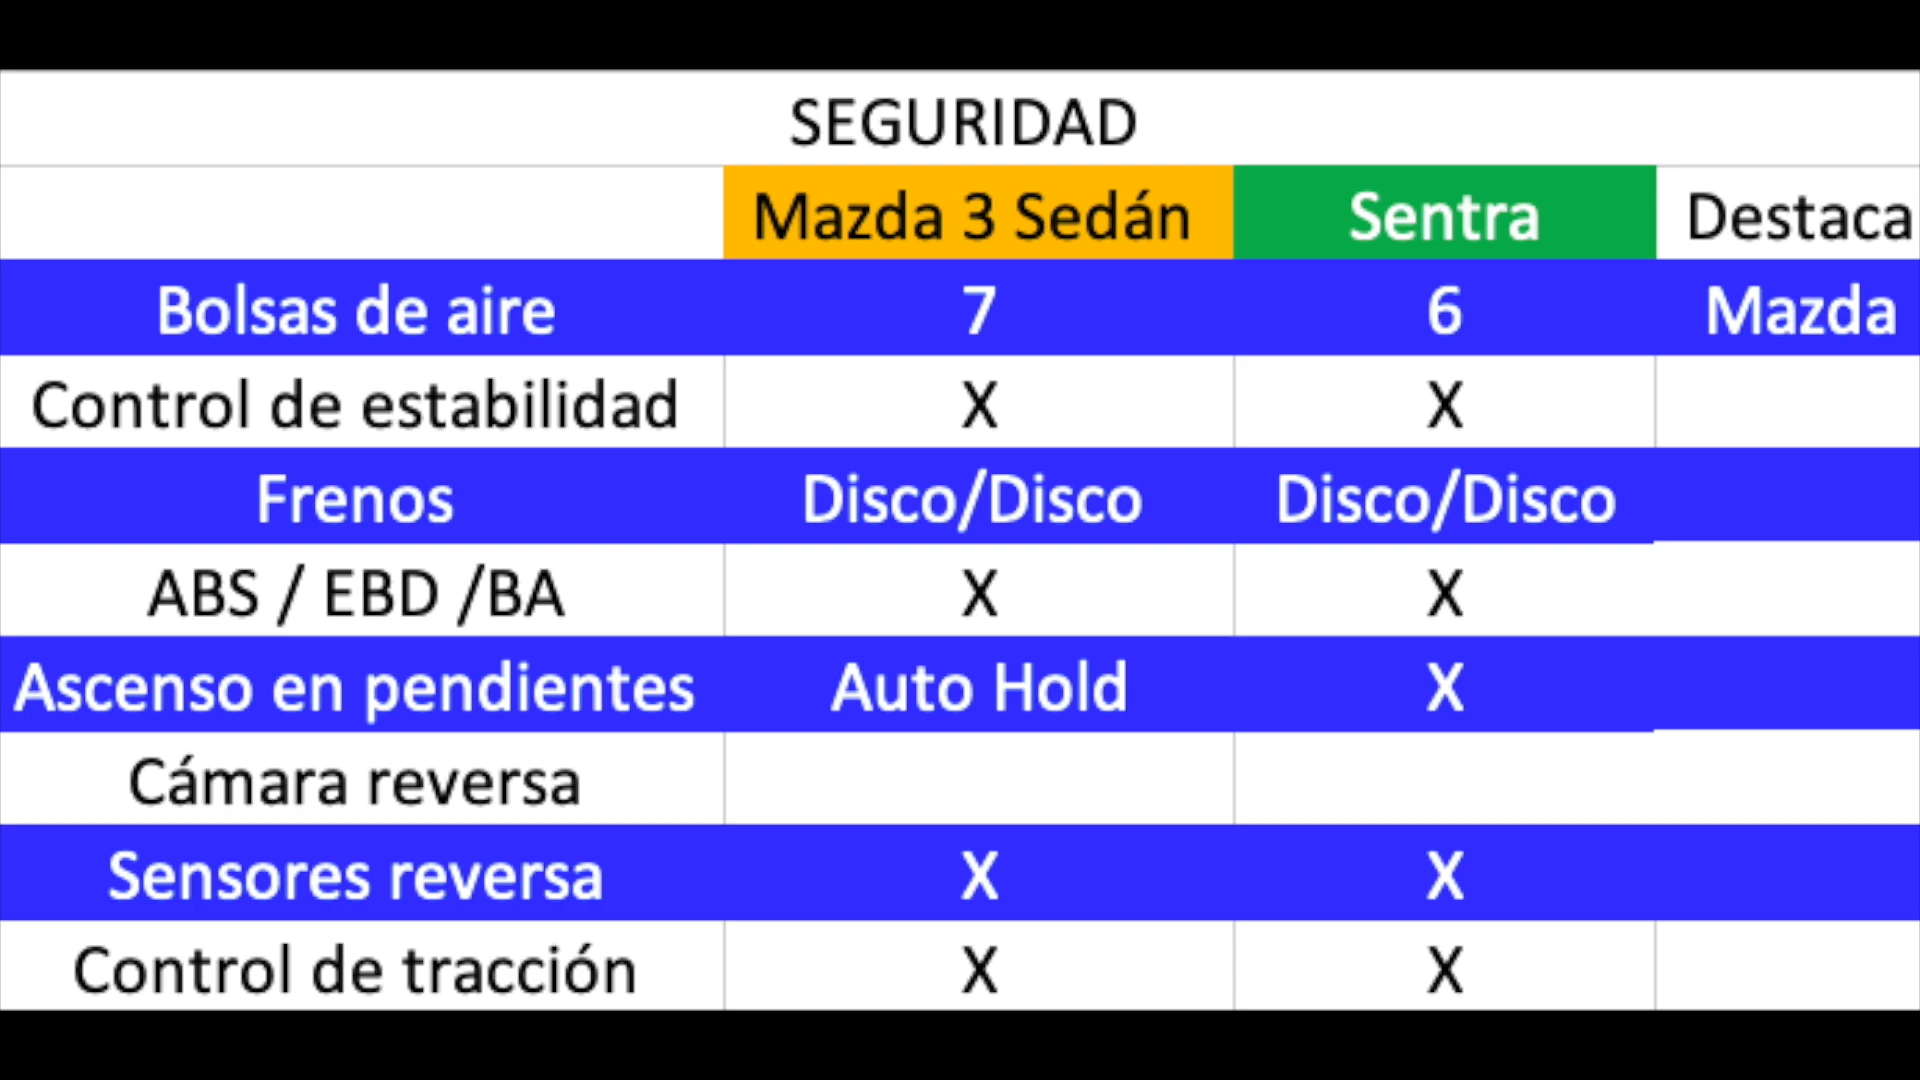 SEGURIDAD
Mazda 3 Sedán Sentra Destaca
Bolsas de aire 7 6 Mazda
Control de estabilidad X X
Frenos Disco/Disco Disco/Disco
ABS / EBD /BA X X
Ascenso en pendientes Auto Hold X
Cámara reversa
Sensores reversa X X
Control de tracción X X